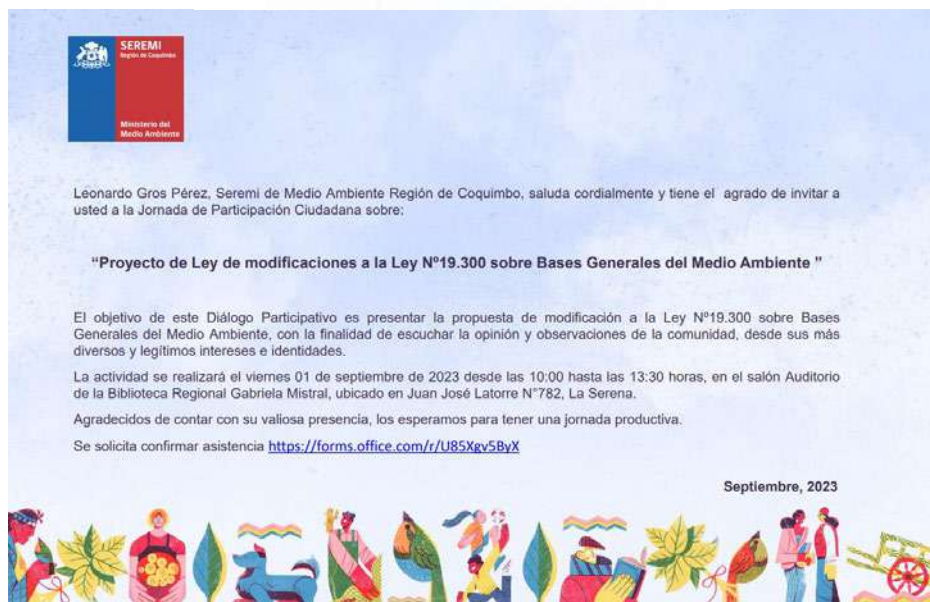 SEREMI
Región de Coquimbo
Ministerio del
Medio Ambiente
Leonardo Gros Pérez, Seremi de Medio Ambiente Región de Coquimbo, saluda cordialmente y tiene el agrado de invitar a
usted a la Jornada de Participación Ciudadana sobre:
“Proyecto de Ley de modificaciones a la Ley Nº19.300 sobre Bases Generales del Medio Ambiente ”
El objetivo de este Diálogo Participativo es presentar la propuesta de modificación a la Ley Nº19.300 sobre Bases
Generales del Medio Ambiente, con la finalidad de escuchar la opinión y observaciones de la comunidad, desde sus más
diversos y legítimos intereses e identidades.
La actividad se realizará el viernes 01 de septiembre de 2023 desde las 10:00 hasta las 13:30 horas, en el salón Auditorio
de la Biblioteca Regional Gabriela Mistral, ubicado en Juan José Latorre N°782, La Serena.
Agradecidos de contar con su valiosa presencia, los esperamos para tener una jornada productiva.
Se solicita confirmar asistencia https://forms.office.com/r/U85Xgv5ByX
Septiembre, 2023